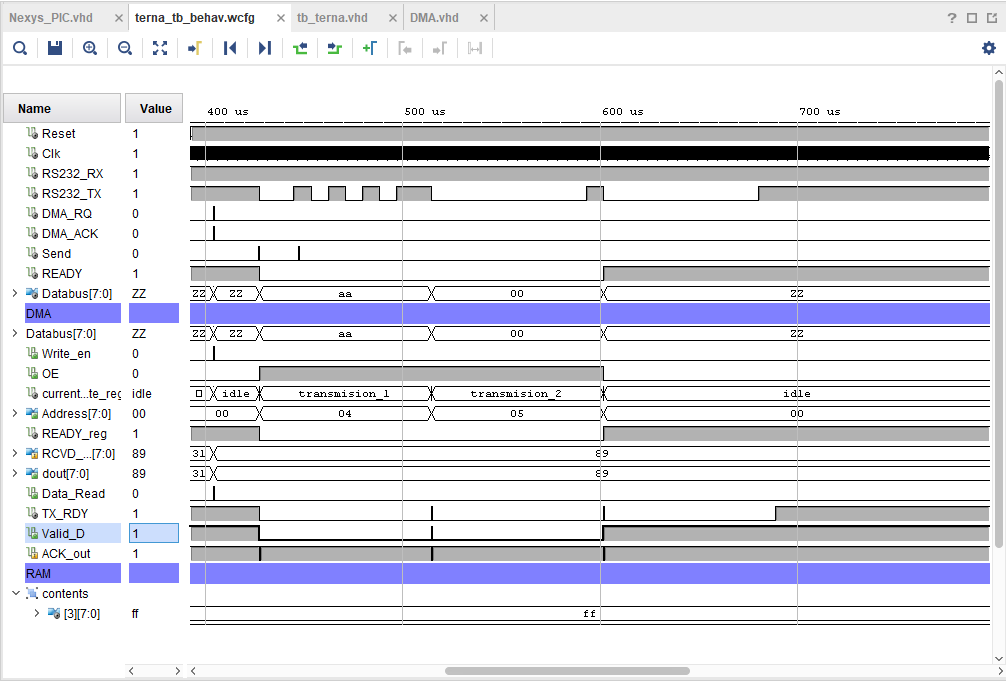 Nexys_PIC.vhd × terna_tb_behav.wcfg × tb_terna.vhd × DMA.vhd × ?
Name Value 400 us 500 us 600 us 700 us
Reset 1
Clk 1
RS232_RX 1
RS232_TX 1
DMA_RQ 0
DMA_ACK 0
Send 0
READY 1
Databus[7:0] ZZ ZZ ZZ aa 00 ZZ
DMA
Databus[7:0] ZZ ZZ ZZ aa 00 ZZ
Write_en 0
OE 0
current...te_reg idle idle transmision_1 transmision_2 idle
Address[7:0] 00 00 04 05 00
READY_reg 1
RCVD_...[7:0] 89 31 89
dout[7:0] 89 31 89
Data_Read 0
TX_RDY 1
Valid_D 1
ACK_out 1
RAM
contents
[3][7:0] ff ff